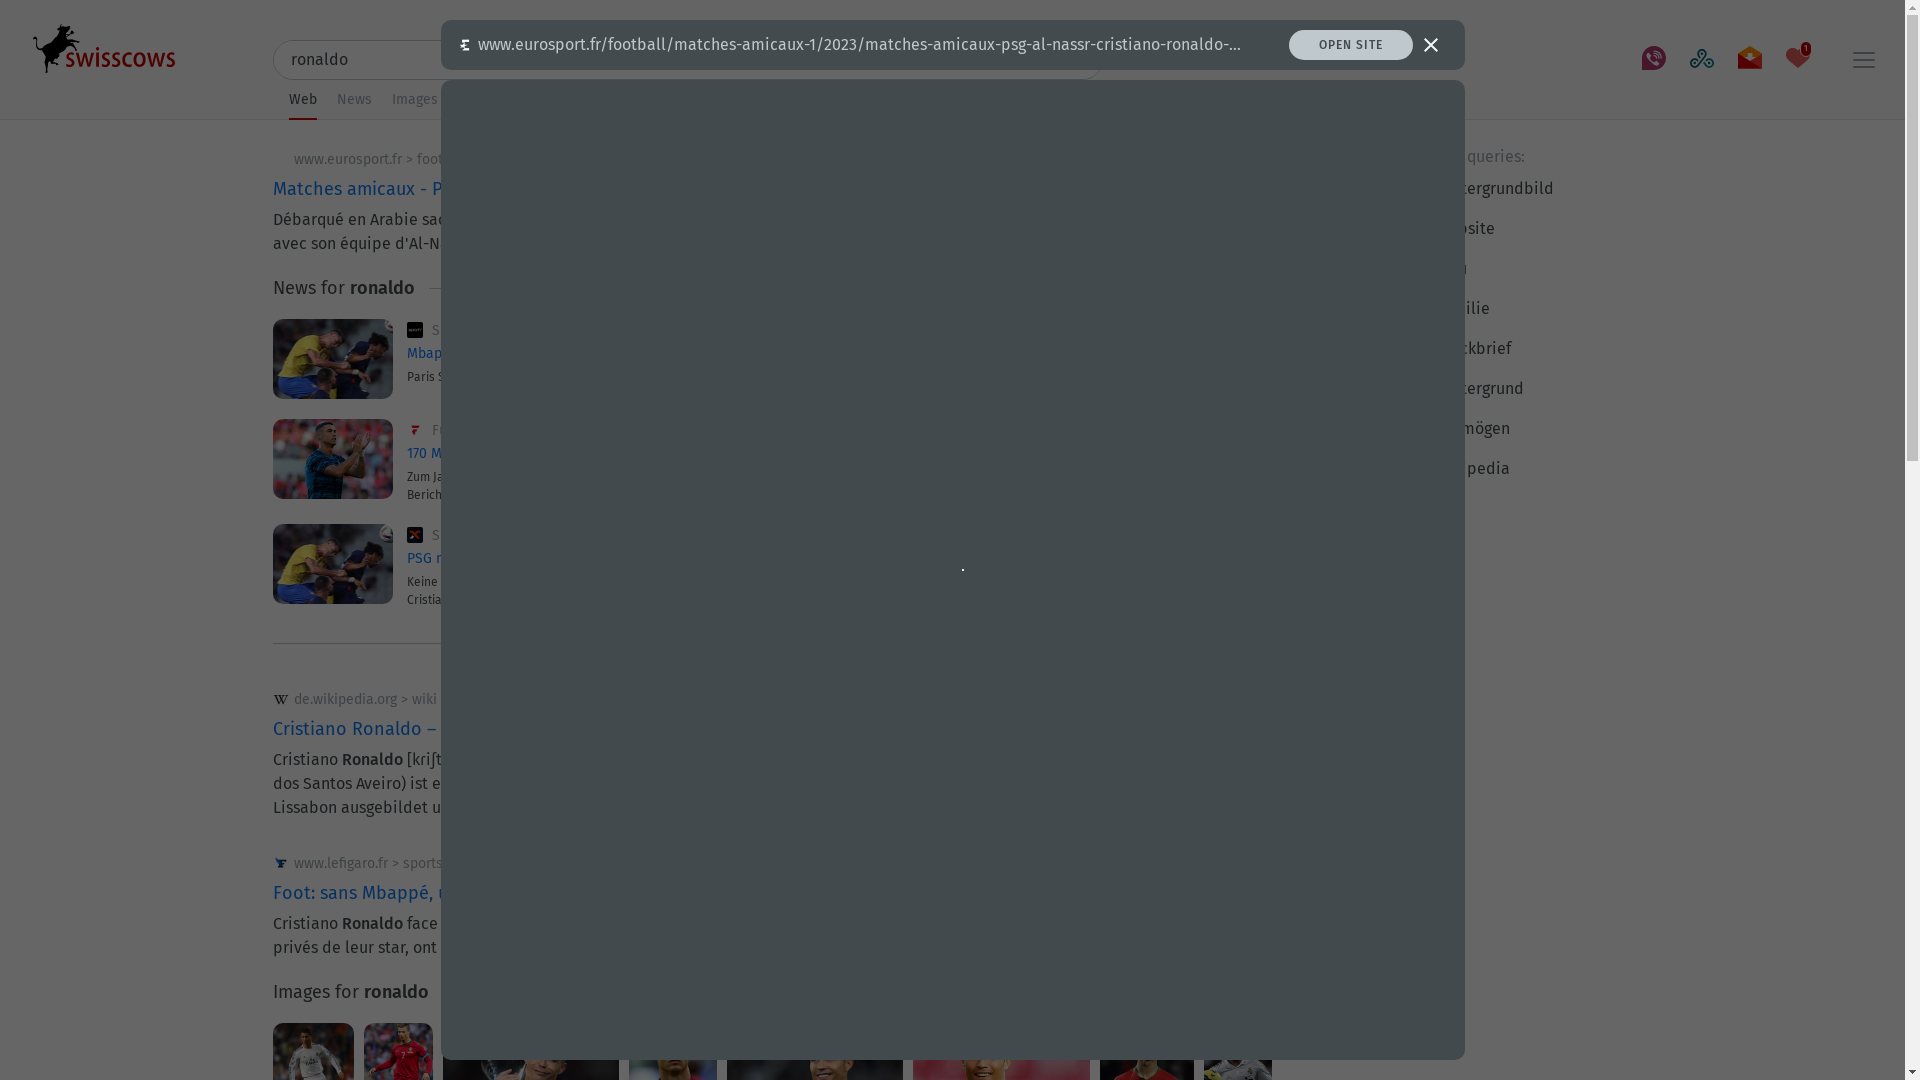 swisscows
ronaldo
www.eurosport.fr/football/matches-amicaux-1/2023/matches-amicaux-psg-al-nassr-cristiano-ronaldo-...
OPEN SITE
1
Web News Images
www.eurosport.fr > foot
queries:
Matches amicaux - P
tergrundbild
Débarqué en Arabie sao
avec son équipe d'Al-Na
site
News for ronaldo
ilie
Mbap
ckbrief
Paris S
tergrund
170 M
mögen
Zum Ja
pedia
Berich
PSG r
Keine
Cristia
de.wikipedia.org > wiki
Cristiano Ronaldo –
Cristiano Ronaldo [kɾiʃt
dos Santos Aveiro) ist e
Lissabon ausgebildet u
www.lefigaro.fr > sports
Foot: sans Mbappé, u
Cristiano Ronaldo face
privés de leur star, ont
Images for ronaldo